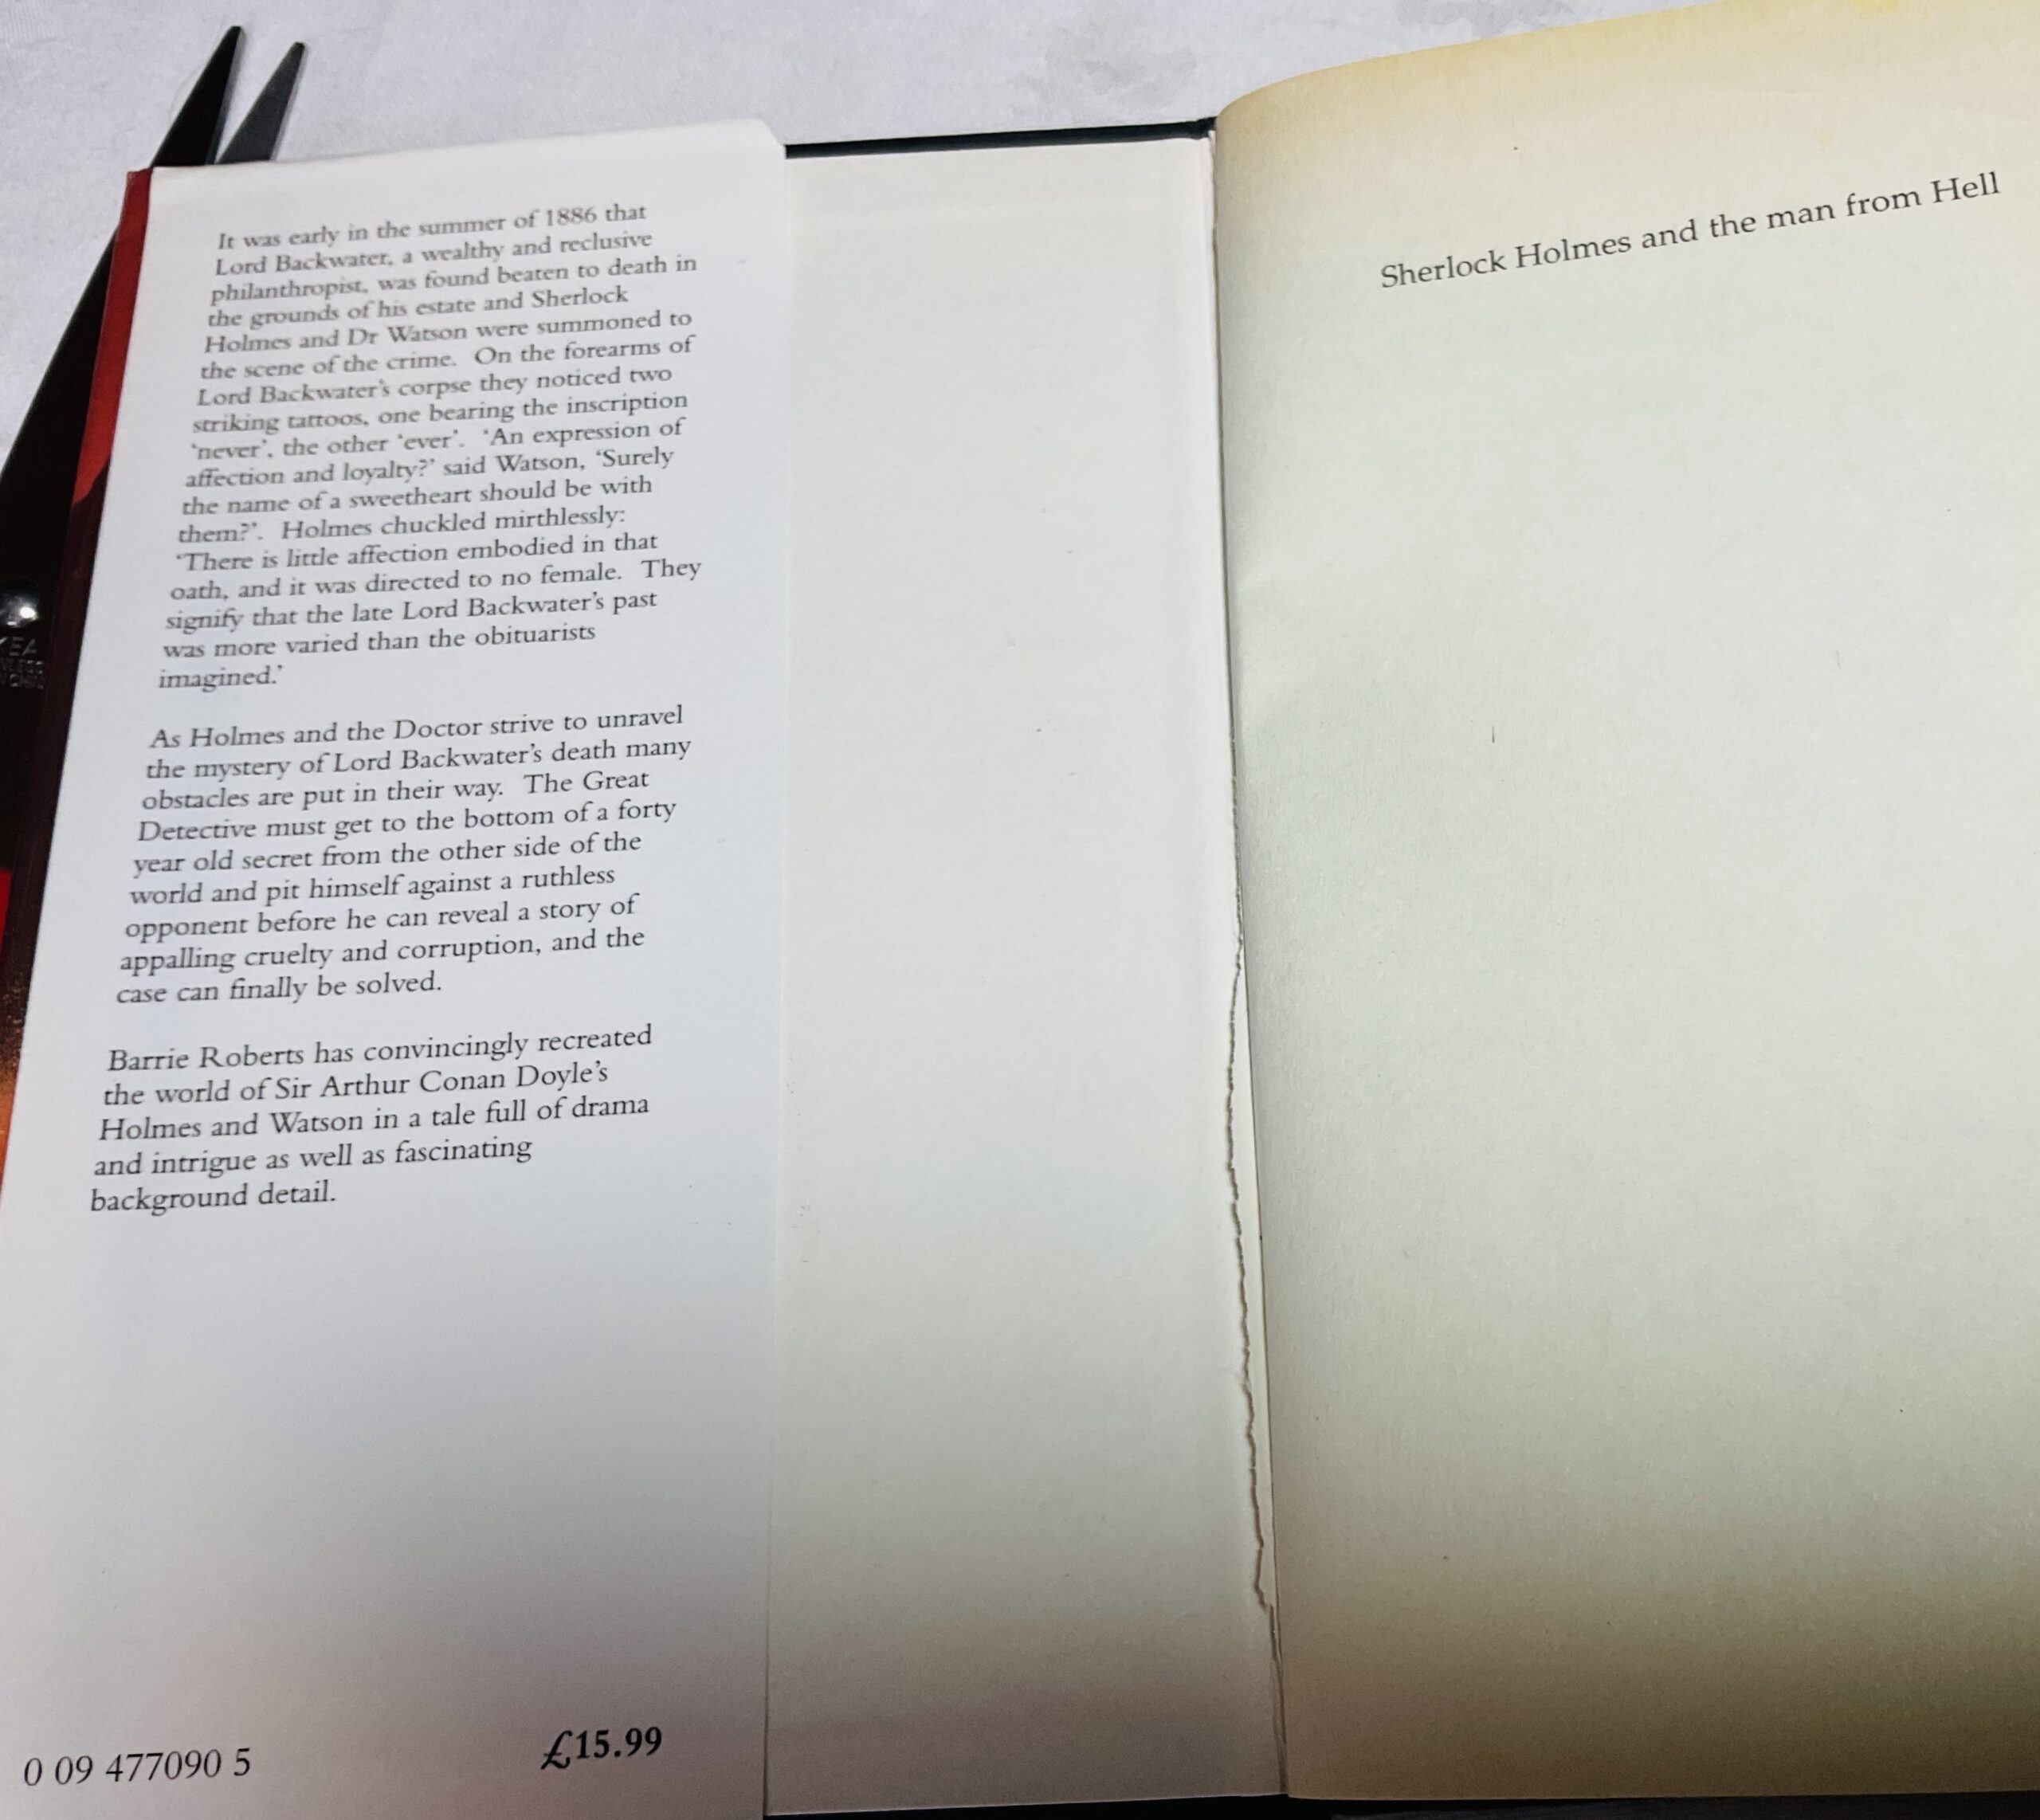 It was early in the summer of 1886 that
Lord Backwater, a wealthy and reclusive
philanthropist, was found beaten to death in
the grounds of his estate and Sherlock
Holmes and Dr Watson were summoned to
the scene of the crime. On the forearms of
Lord Backwater's corpse they noticed two
striking tattoos, one bearing the inscription
'never', the other 'ever'. 'An expression of
affection and loyalty?' said Watson, 'Surely
the name of a sweetheart should be with
them?'. Holmes chuckled mirthlessly:
'There is little affection embodied in that
oath, and it was directed to no female. They
signify that the late Lord Backwater's past
was more varied than the obituarists
imagined.'
As Holmes and the Doctor strive to unravel
the mystery of Lord Backwater's death many
obstacles are put in their way. The Great
Detective must get to the bottom of a forty
year old secret from the other side of the
world and pit himself against a ruthless
opponent before he can reveal a story of
appalling cruelty and corruption, and the
case can finally be solved.
Barrie Roberts has convincingly recreated
the world of Sir Arthur Conan Doyle's
Holmes and Watson in a tale full of drama
and intrigue as well as fascinating
background detail.
0 09 477090 5
£15.99
Sherlock Holmes and the man from Hell